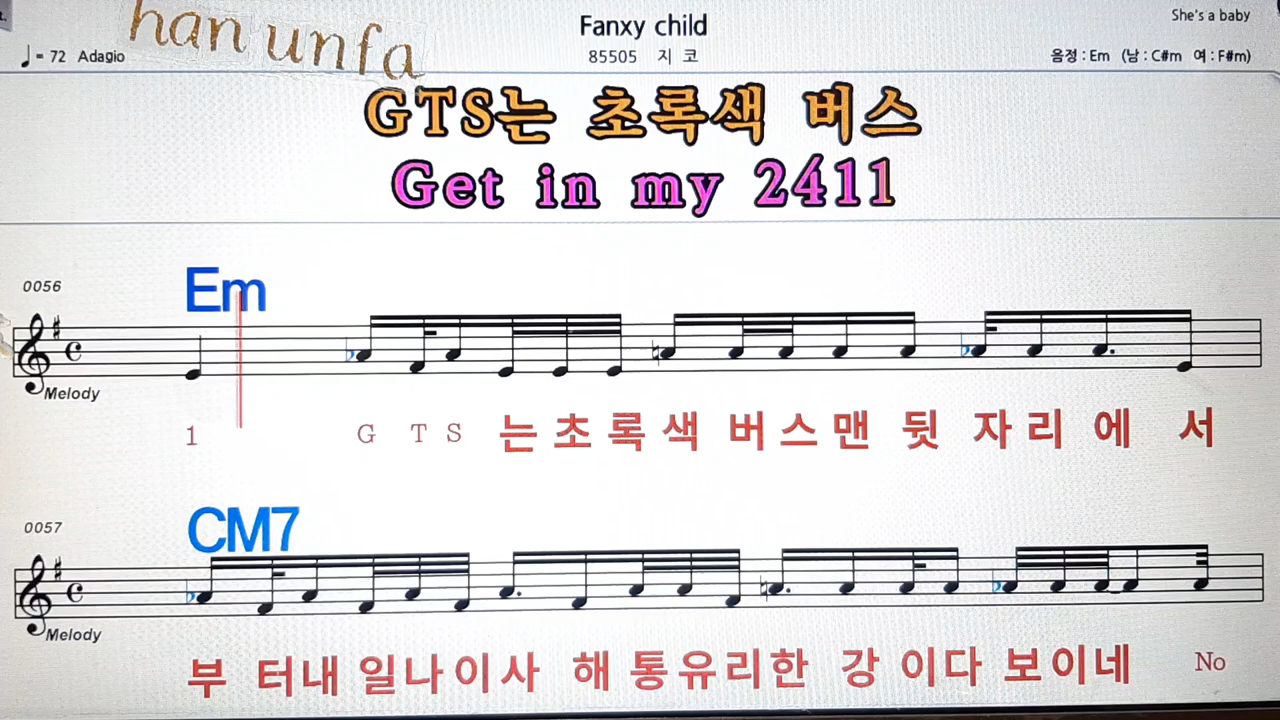 t.
han unfa
Fanxy child
She's a baby
♩= 72 Adagio
85505 지 코
음정 : Em (남 : C#m 여 : F#m)
GTS는 초록색 버스
Get in my 2411
0056
Em
Melody
1 G T S 는 초 록 색 버 스 맨 뒷 자 리 에 서
0057
CM7
Melody
부 터 내 일 나 이 사 해 통 유 리 한 강 이 다 보 이 네 No